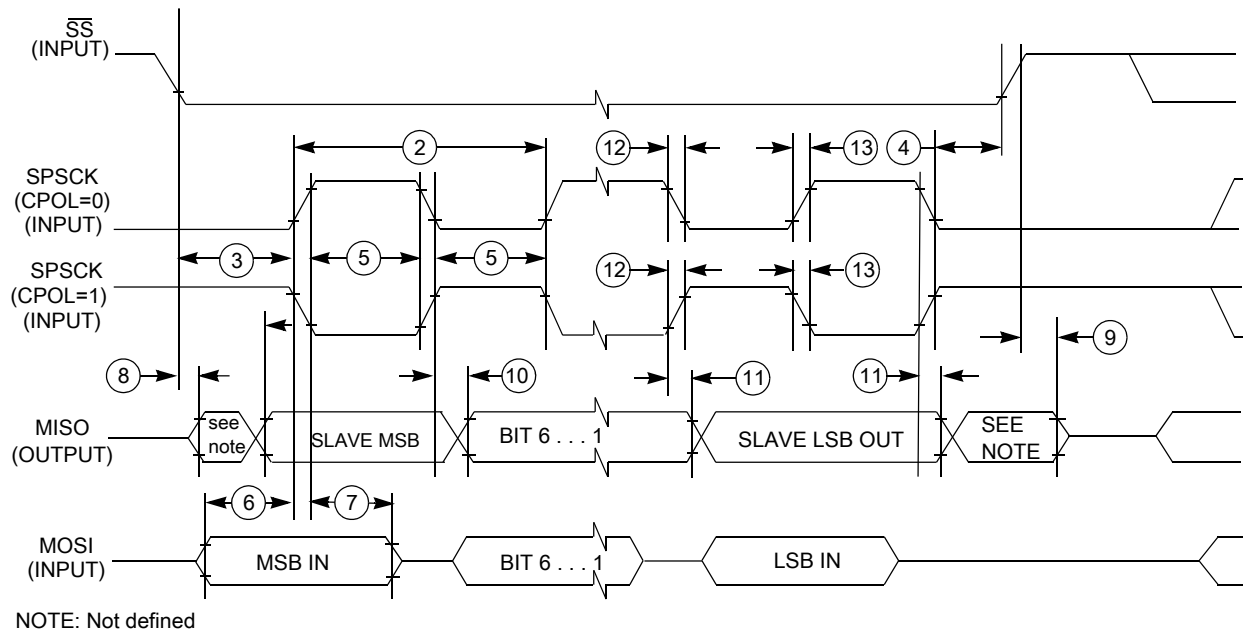 SS
(INPUT)
2
12
13
4
SPSCK
(CPOL=0)
(INPUT)
3
5
5
SPSCK
(CPOL=1)
(INPUT)
12
13
8
10
11
11
9
MISO
(OUTPUT)
see
note
SLAVE MSB
BIT 6 . . . 1
SLAVE LSB OUT
SEE
NOTE
6
7
MOSI
(INPUT)
MSB IN
BIT 6 . . . 1
LSB IN
NOTE: Not defined